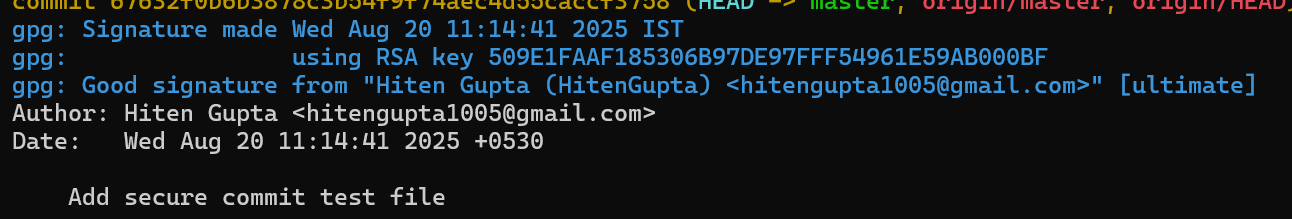 commit (HEAD -> master, origin/master, origin/HEAD)
gpg: Signature made Wed Aug 20 11:14:41 2025 IST
gpg:                using RSA key 509E1FAAF185306B97DE97FFF54961E59AB000BF
gpg: Good signature from "Hiten Gupta (HitenGupta) <hitengupta1005@gmail.com>" [ultimate]
Author: Hiten Gupta <hitengupta1005@gmail.com>
Date:   Wed Aug 20 11:14:41 2025 +0530
    Add secure commit test file